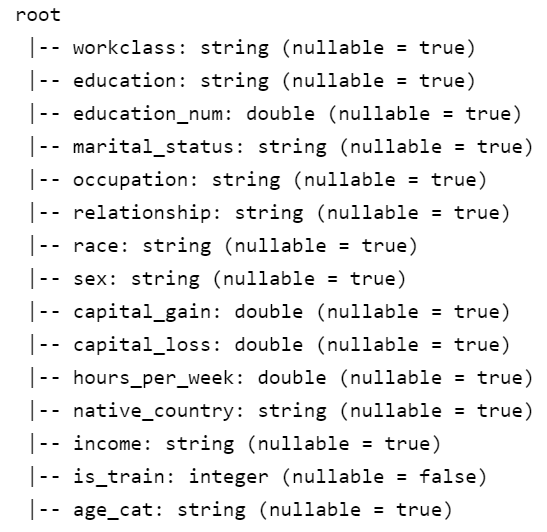 root
 |-- workclass: string (nullable = true)
 |-- education: string (nullable = true)
 |-- education_num: double (nullable = true)
 |-- marital_status: string (nullable = true)
 |-- occupation: string (nullable = true)
 |-- relationship: string (nullable = true)
 |-- race: string (nullable = true)
 |-- sex: string (nullable = true)
 |-- capital_gain: double (nullable = true)
 |-- capital_loss: double (nullable = true)
 |-- hours_per_week: double (nullable = true)
 |-- native_country: string (nullable = true)
 |-- income: string (nullable = true)
 |-- is_train: integer (nullable = false)
 |-- age_cat: string (nullable = true)